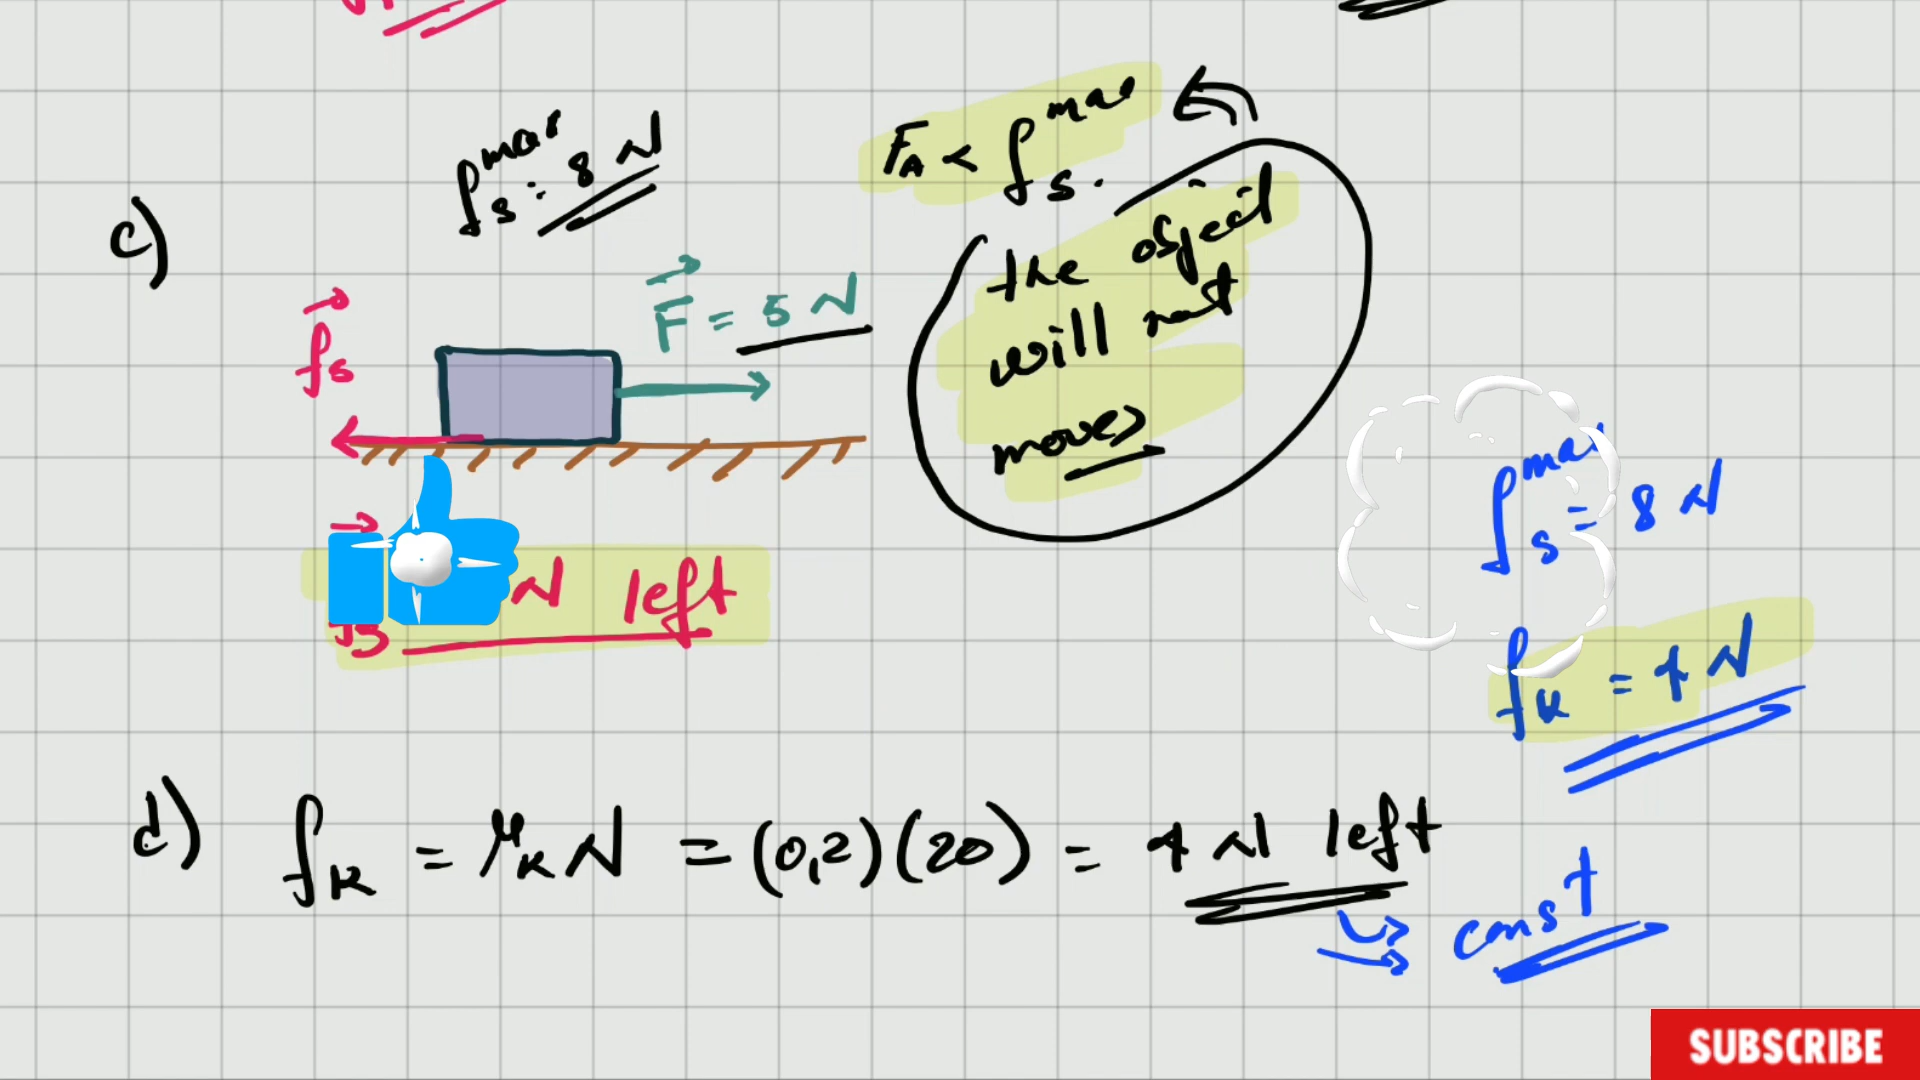 c)
f_s^max = 8 N
F_A < f_s^max.
the object
will not
moves
F⃗ = 5 N
f⃗_s
N left
f_s^max = 8 N
f_k = 4 N
d) f_k = μ_k N = (0,2)(20) = 4 N left
const
SUBSCRIBE